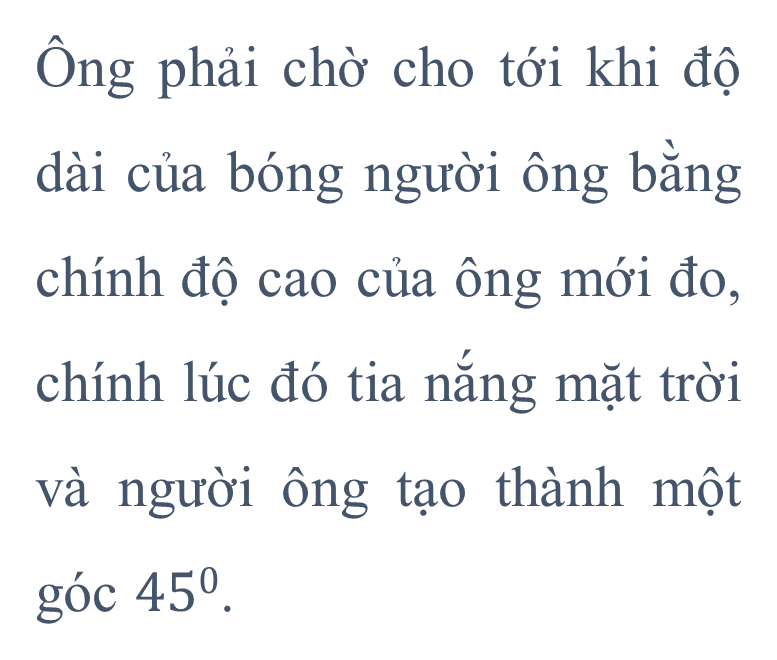 Ông phải chờ cho tới khi độ
dài của bóng người ông bằng
chính độ cao của ông mới đo,
chính lúc đó tia nắng mặt trời
và người ông tạo thành một
góc 45⁰.